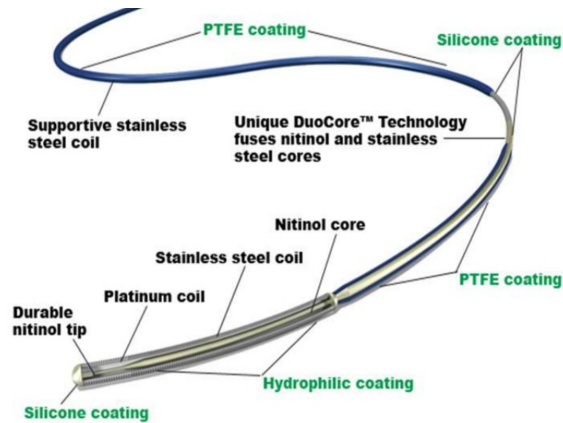 PTFE coating
Silicone coating
Supportive stainless
steel coil
Unique DuoCore™ Technology
fuses nitinol and stainless
steel cores
Nitinol core
Stainless steel coil
PTFE coating
Platinum coil
Durable
nitinol tip
Hydrophilic coating
Silicone coating